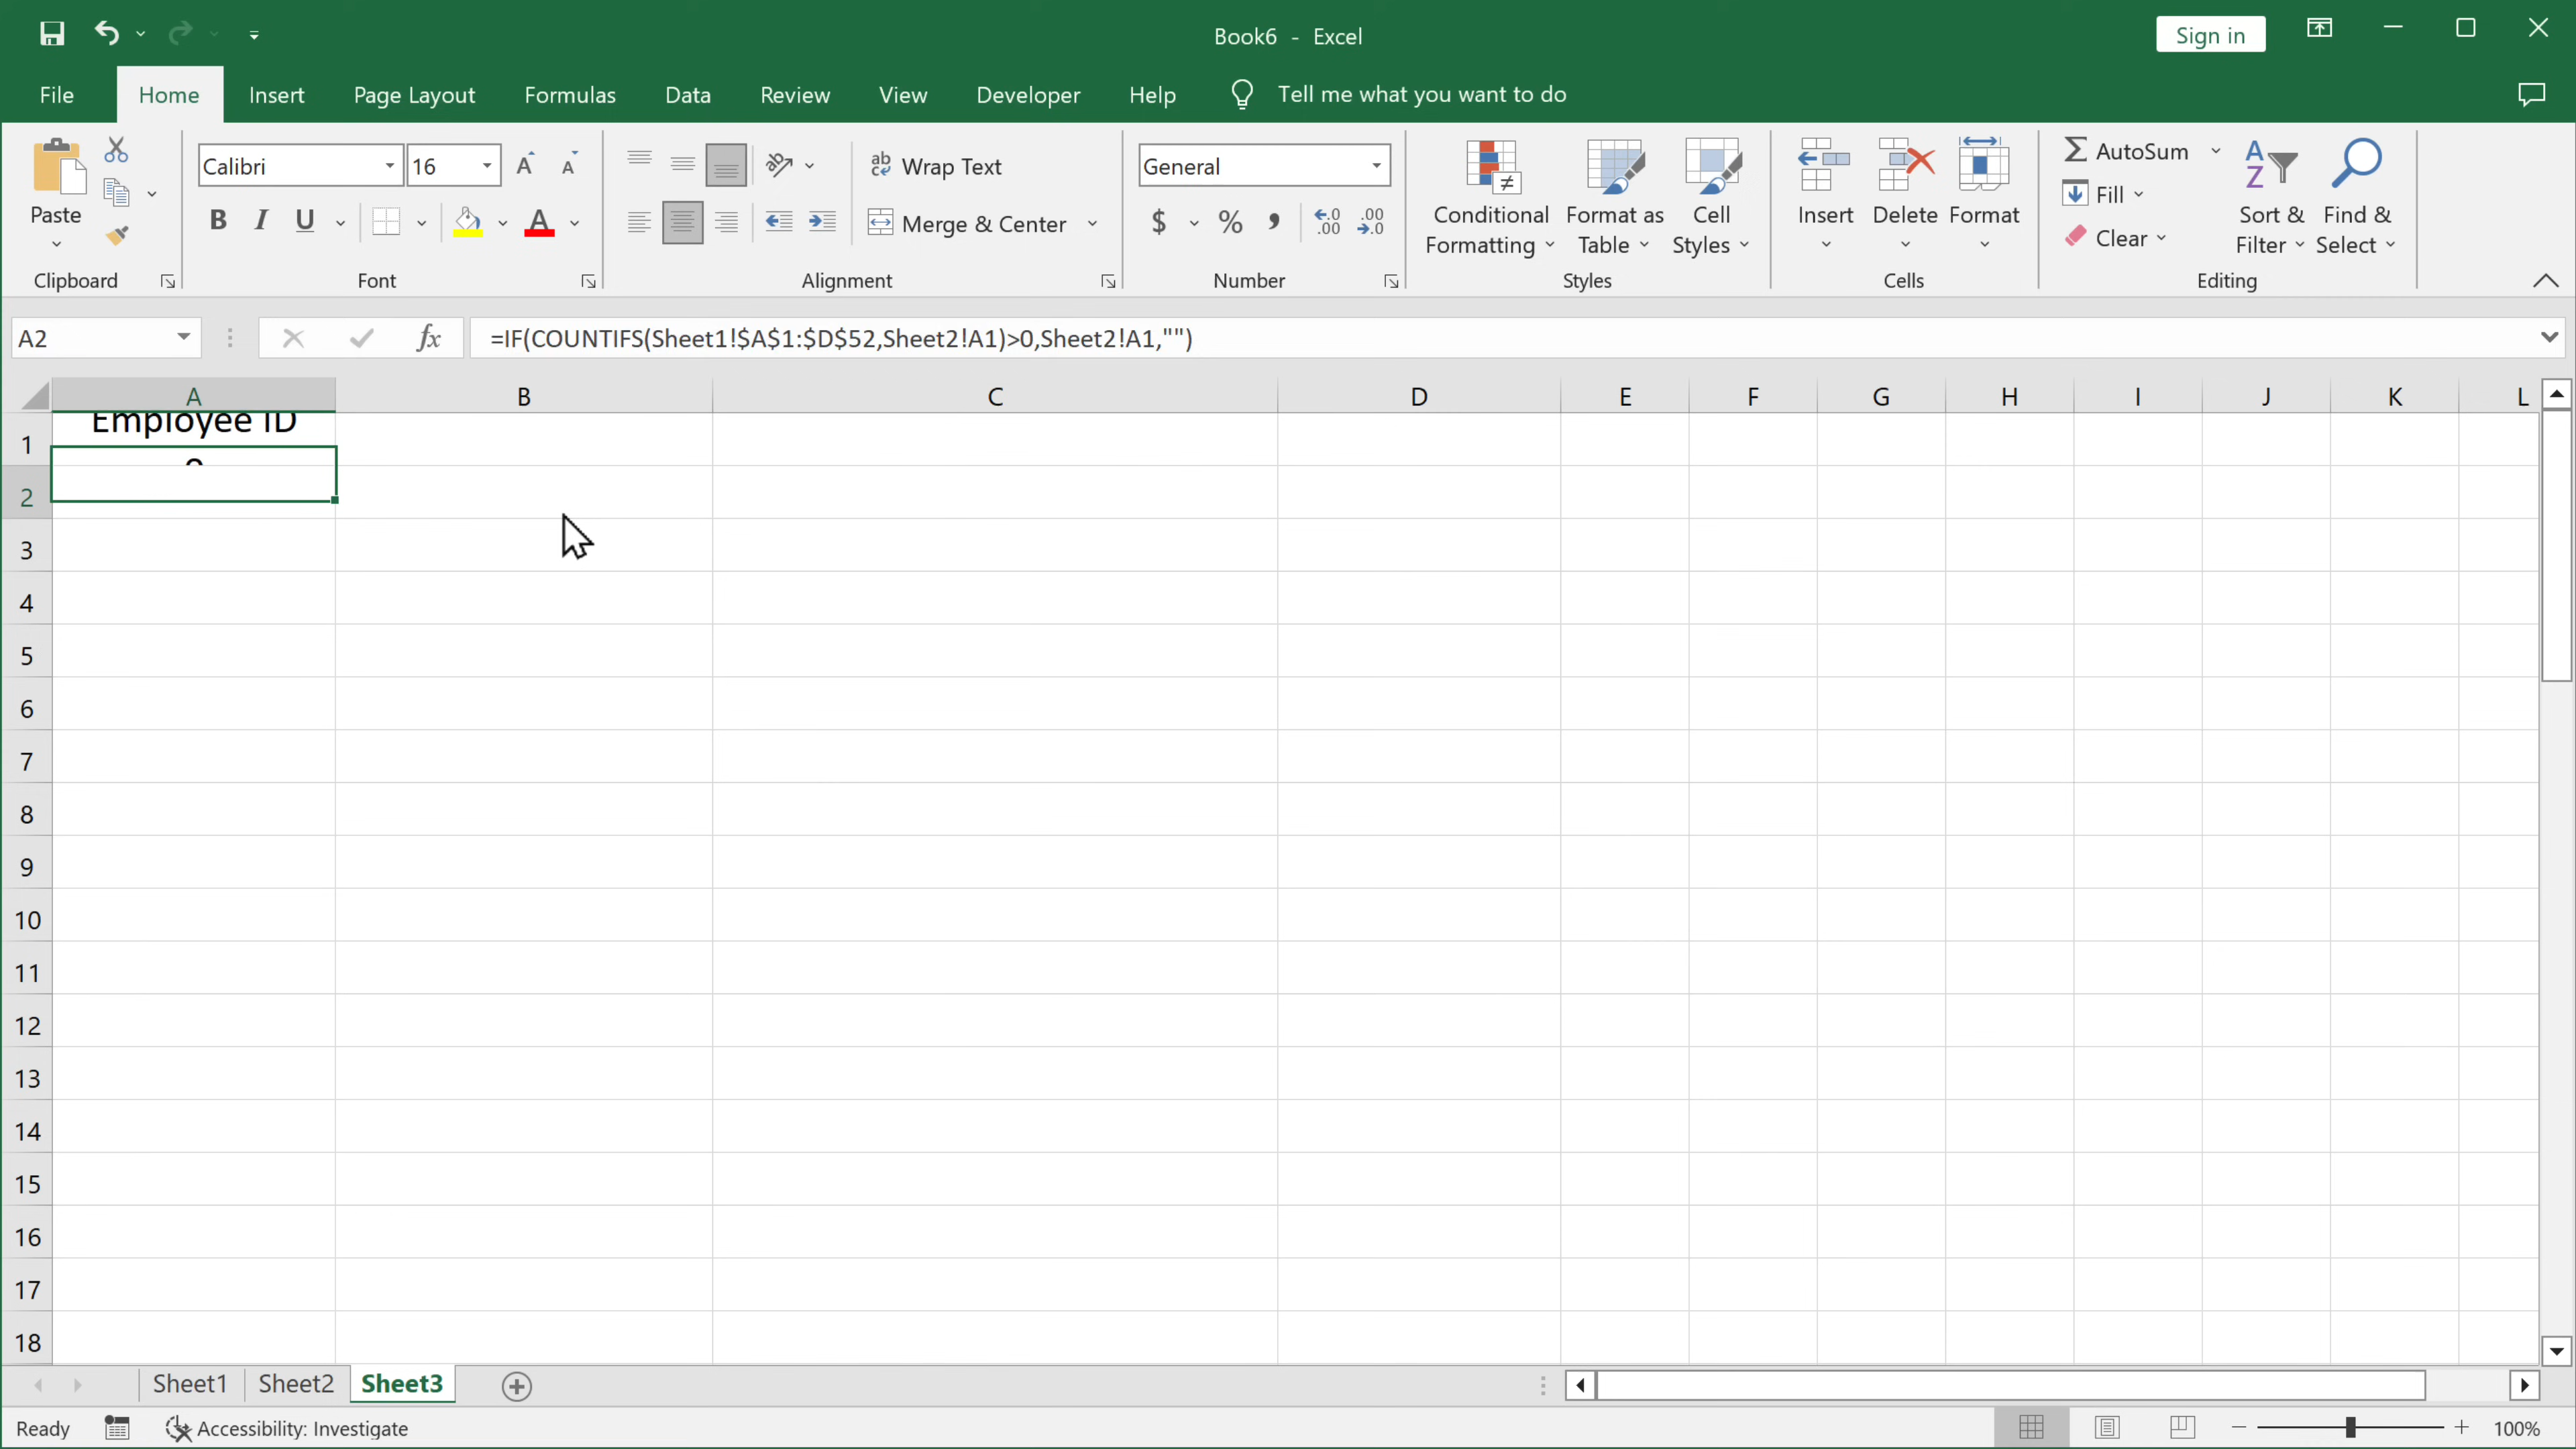 Book6 - Excel
Sign in
File Home Insert Page Layout Formulas Data Review View Developer Help Tell me what you want to do
Paste
Clipboard
Calibri 16
B I U A
Font
Wrap Text
Merge & Center
Alignment
General
$ % , .00 .00
Number
Conditional Formatting
Format as Table
Cell Styles
Styles
Insert Delete Format
Cells
AutoSum
Fill
Clear
Sort & Filter
Find & Select
Editing
A2 fx =IF(COUNTIFS(Sheet1!$A$1:$D$52,Sheet2!A1)>0,Sheet2!A1,"")
A B C D E F G H I J K L
1 Employee ID
2
3
4
5
6
7
8
9
10
11
12
13
14
15
16
17
18
Sheet1 Sheet2 Sheet3
Ready Accessibility: Investigate 100%